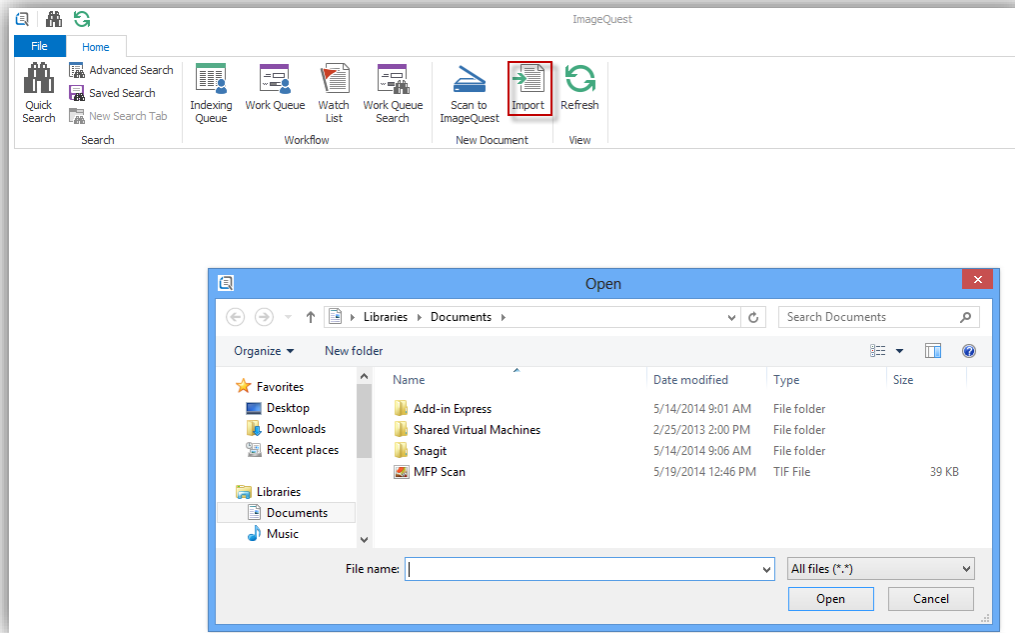 ImageQuest
File Home
Quick Search
Advanced Search
Saved Search
New Search Tab
Search
Indexing Queue
Work Queue
Watch List
Work Queue Search
Workflow
Scan to ImageQuest
Import
New Document
Refresh
View
Open
Libraries Documents
Search Documents
Organize New folder
Favorites
Desktop
Downloads
Recent places
Libraries
Documents
Music
Name Date modified Type Size
Add-in Express 5/14/2014 9:01 AM File folder
Shared Virtual Machines 2/25/2013 2:00 PM File folder
Snagit 5/14/2014 9:06 AM File folder
MFP Scan 5/19/2014 12:46 PM TIF File 39 KB
File name: All files (*.*)
Open Cancel